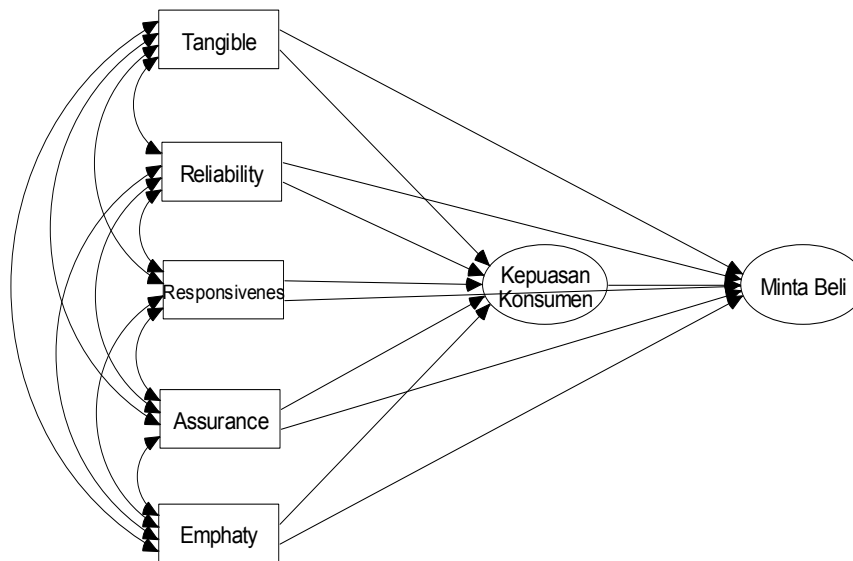 Tangible
Reliability
Responsivenes
Kepuasan
Konsumen
Minta Beli
Assurance
Emphaty